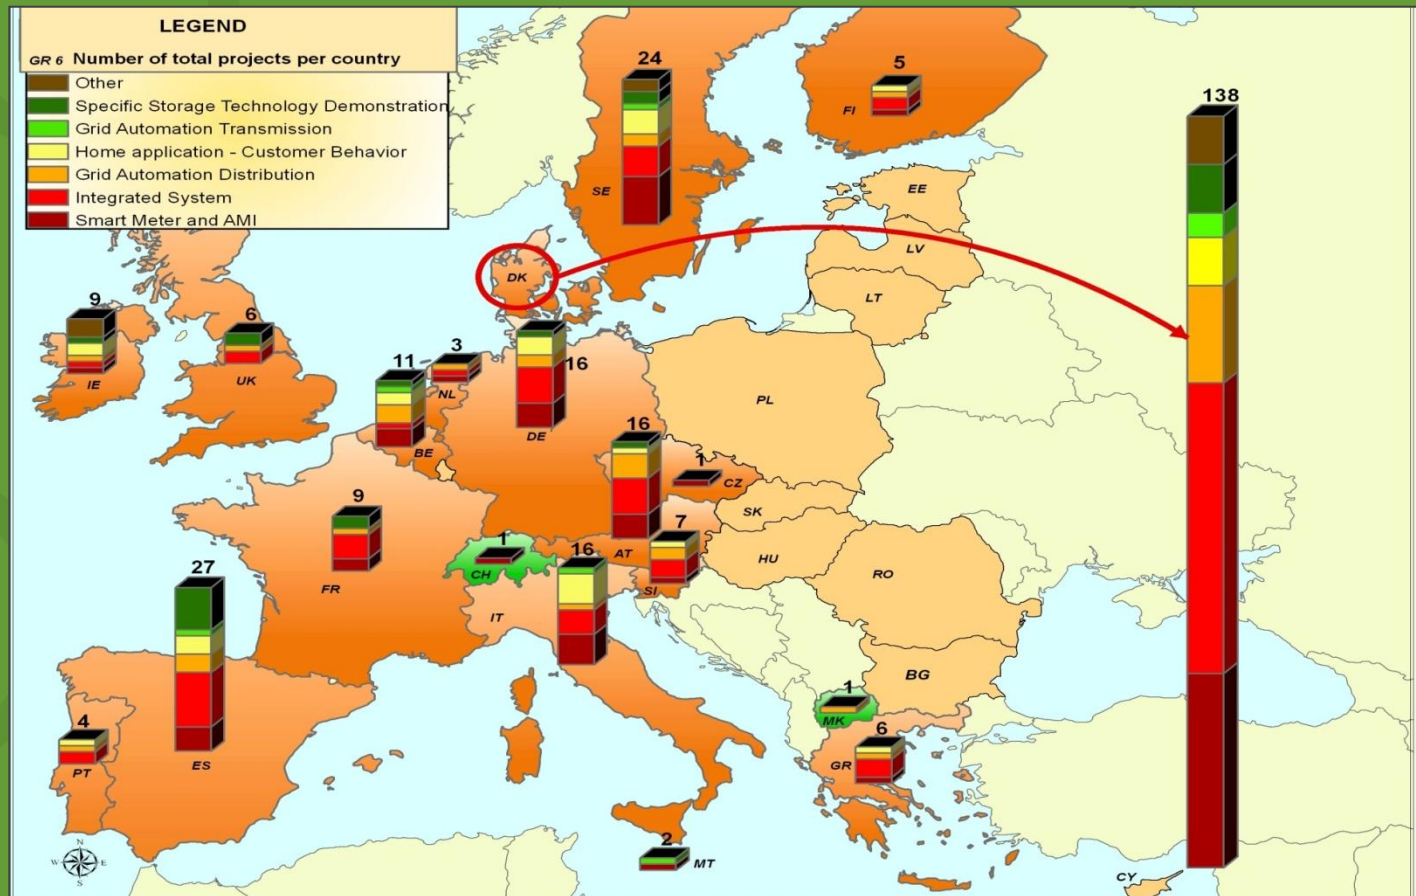 LEGEND
GR 6 Number of total projects per country
Other
Specific Storage Technology Demonstration
Grid Automation Transmission
Home application - Customer Behavior
Grid Automation Distribution
Integrated System
Smart Meter and AMI
24
SE
5
FI
138
EE
LV
LT
DK
9
IE
6
UK
11
BE
3
NL
16
DE
PL
16
AT
1
CZ
SK
9
FR
1
CH
16
IT
7
SI
HU
RO
27
ES
4
PT
BG
1
MK
6
GR
2
MT
CY
N
W
E
S